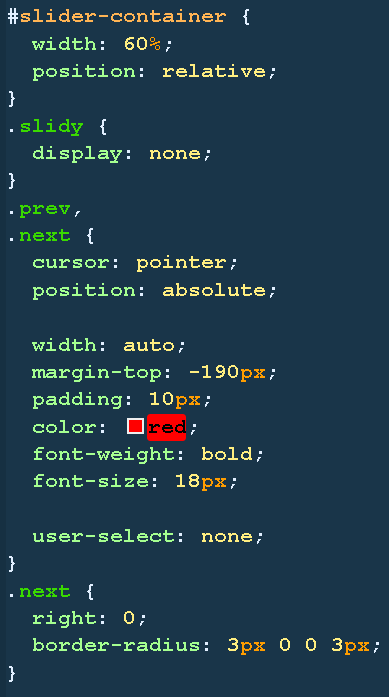 #slider-container {
  width: 60%;
  position: relative;
}
.slidy {
  display: none;
}
.prev,
.next {
  cursor: pointer;
  position: absolute;

  width: auto;
  margin-top: -190px;
  padding: 10px;
  color: red;
  font-weight: bold;
  font-size: 18px;

  user-select: none;
}
.next {
  right: 0;
  border-radius: 3px 0 0 3px;
}